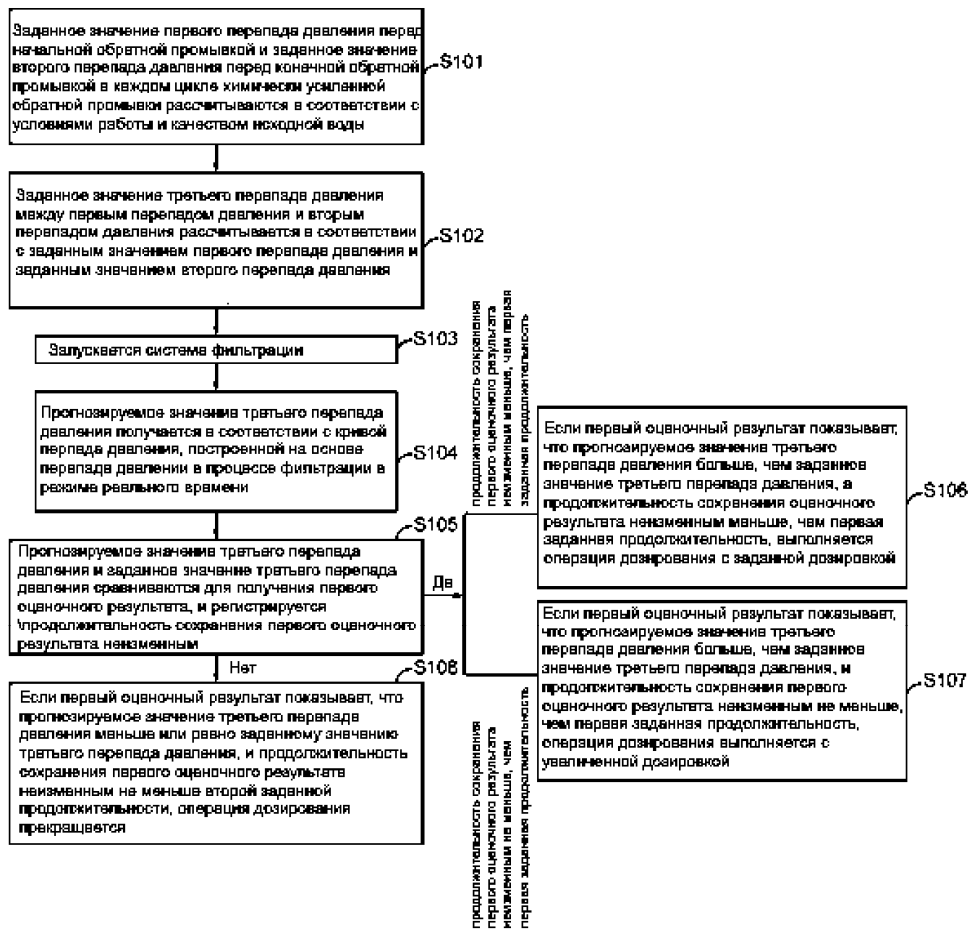 Заданное значение первого перепада давления перед
начальной обратной промывкой и заданное значение
второго перепада давления перед конечной обратной
промывкой в каждом цикле химически усиленной
обратной промывки рассчитываются в соответствии с
условиями работы и качеством исходной воды
S101
Заданное значение третьего перепада давления
между первым перепадом давления и вторым
перепадом давления рассчитывается в соответствии
с заданным значением первого перепада давления и
заданным значением второго перепада давления
S102
Запускается система фильтрации
S103
Прогнозируемое значение третьего перепада
давления получается в соответствии с кривой
перпада давления, построенной на основе
перепада давлении в процессе фильтрации в
режиме реального времени
S104
Прогнозируемое значение третьего перепада
давления и заданное значение третьего перепада
давления сравниваются для получения первого
оценочного результата, и регистрируется
\продолжительность сохранения первого оценочного
результата неизменным
S105
Да
Нет
продолжительность сохранения
первого оценочного результата
неизменным меньше, чем первая
заданная продолжительность
Если первый оценочный результат показывает,
что прогнозируемое значение третьего
перепада давления больше, чем заданное
значение третьего перепада давления, а
продолжительность сохранения оценочного
результата неизменным меньше, чем первая
заданная продолжительность, выполняется
операция дозирования с заданной дозировкой
S106
продолжительность сохранения
первого оценочного результата
неизменным не меньше, чем
первая заданная продолжительность
Если первый оценочный результат показывает,
что прогнозируемое значение третьего
перепада давления больше, чем заданное
значение третьего перепада давления, и
продолжительность сохранения первого
оценочного результата неизменным не меньше,
чем первая заданная продолжительность,
операция дозирования выполняется с
увеличенной дозировкой
S107
Если первый оценочный результат показывает, что
прогнозируемое значение третьего перепада
давления меньше или равно заданному значению
третьего перепада давления, и продолжительность
сохранения первого оценочного результата
неизменным не меньше второй заданной
продолжительности, операция дозирования
прекращается
S108